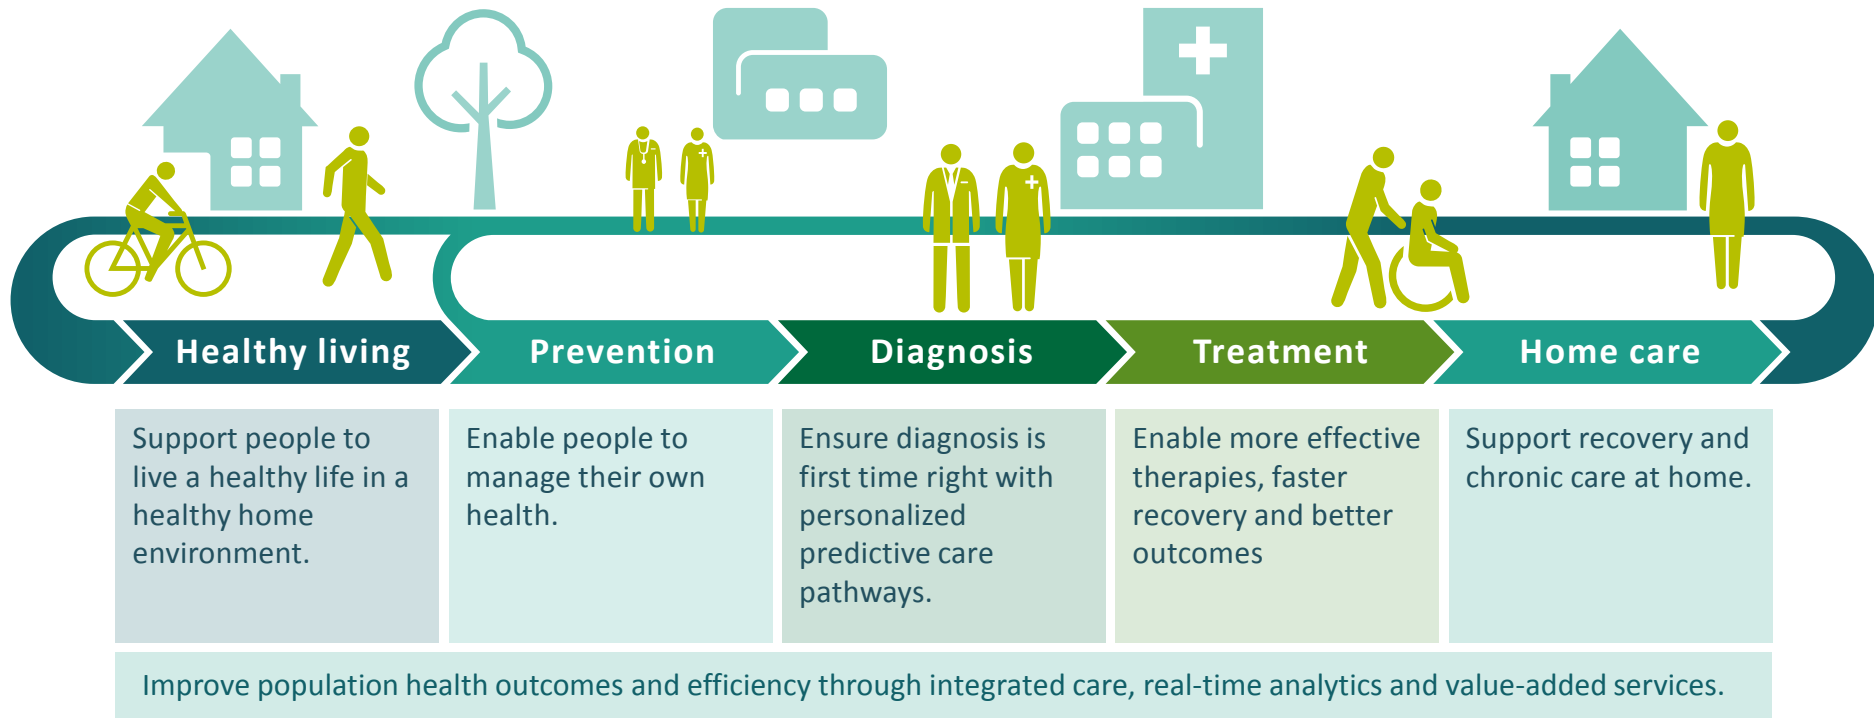 Healthy living
Prevention
Diagnosis
Treatment
Home care
Support people to
live a healthy life in a
healthy home
environment.
Enable people to
manage their own
health.
Ensure diagnosis is
first time right with
personalized
predictive care
pathways.
Enable more effective
therapies, faster
recovery and better
outcomes
Support recovery and
chronic care at home.
Improve population health outcomes and efficiency through integrated care, real-time analytics and value-added services.